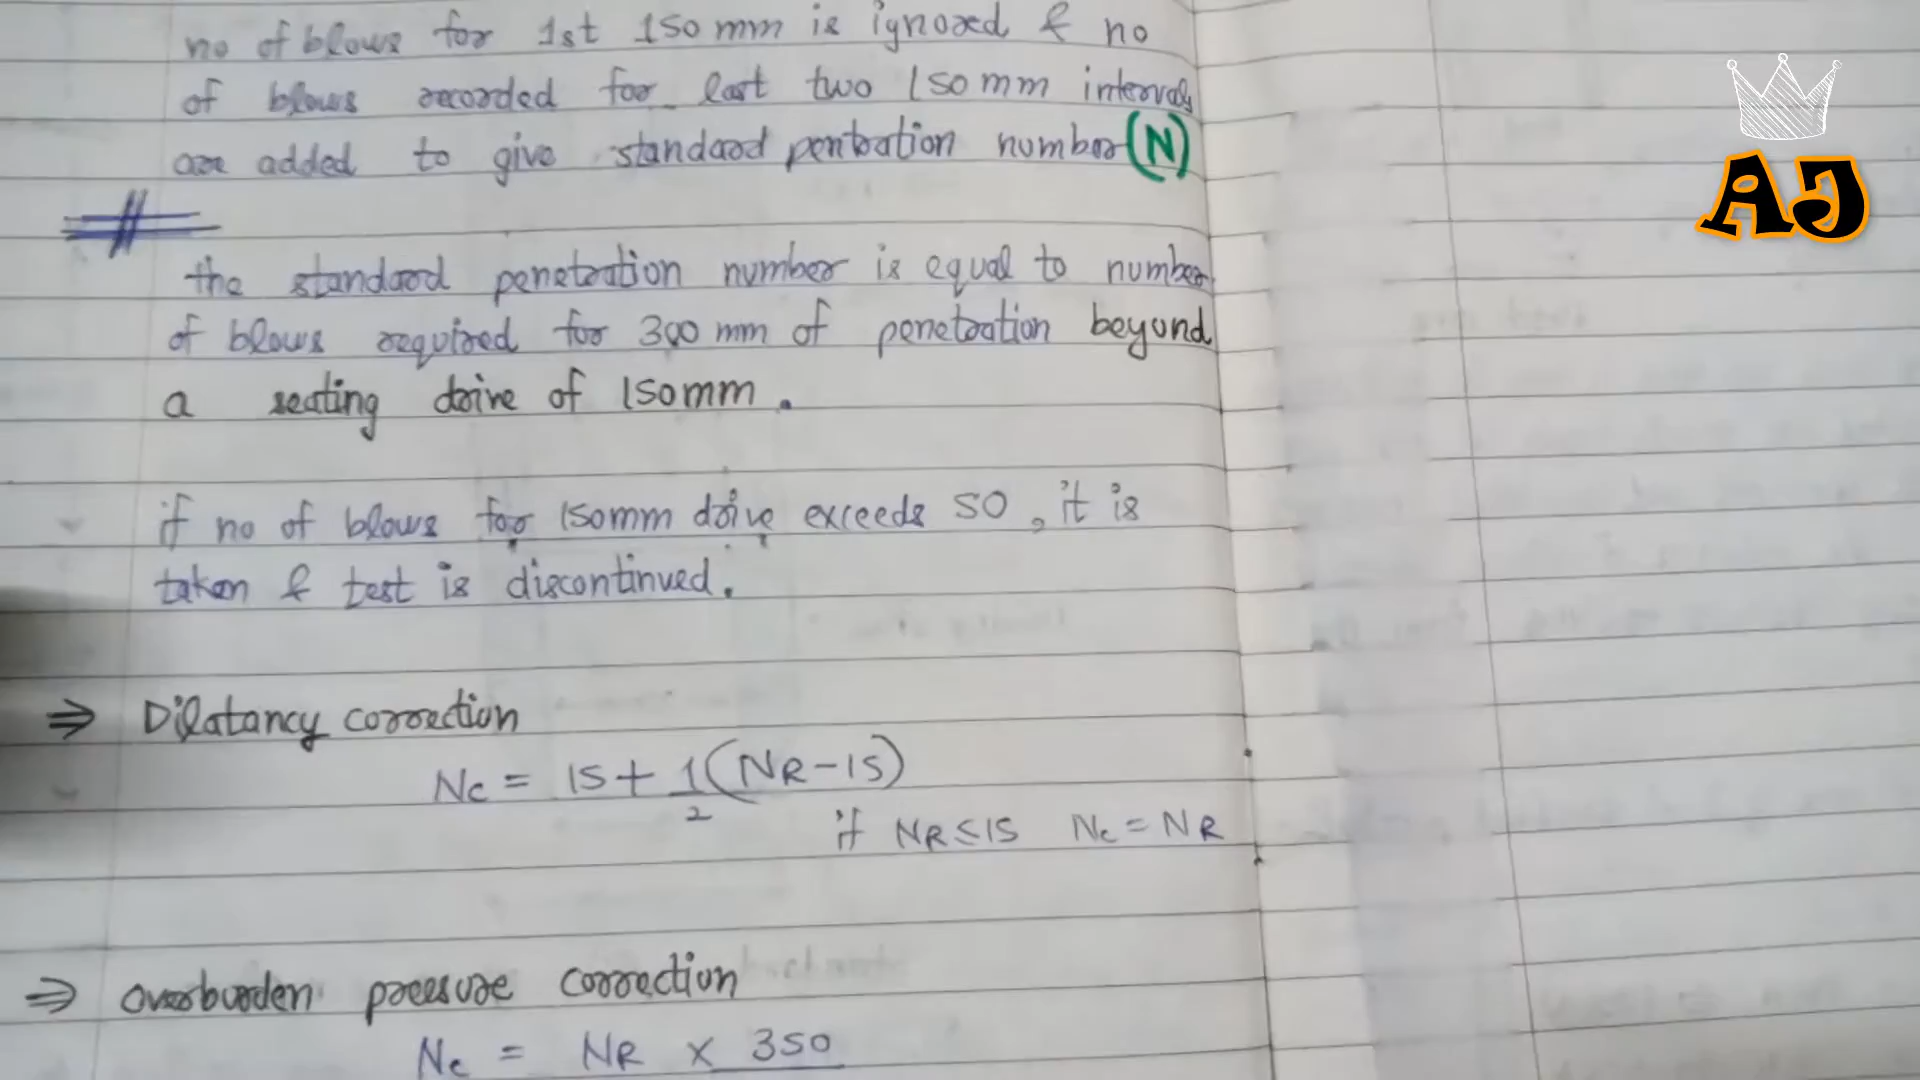 no of blows for 1st 150 mm is ignored & no
of blows recorded for last two 150 mm intervals
are added to give standard pentration number (N)
the standard penetration number is equal to number
of blows required for 300 mm of penetration beyond
a seating drive of 150mm.
if no of blows for 150mm drive exceeds 50, it is
taken & test is discontinued.
⇒ Dilatancy correction
Nc = 15 + 1/2 (NR - 15)
if NR ≤ 15 Nc = NR
⇒ overburden pressure correction
Nc = NR x 350
AJ